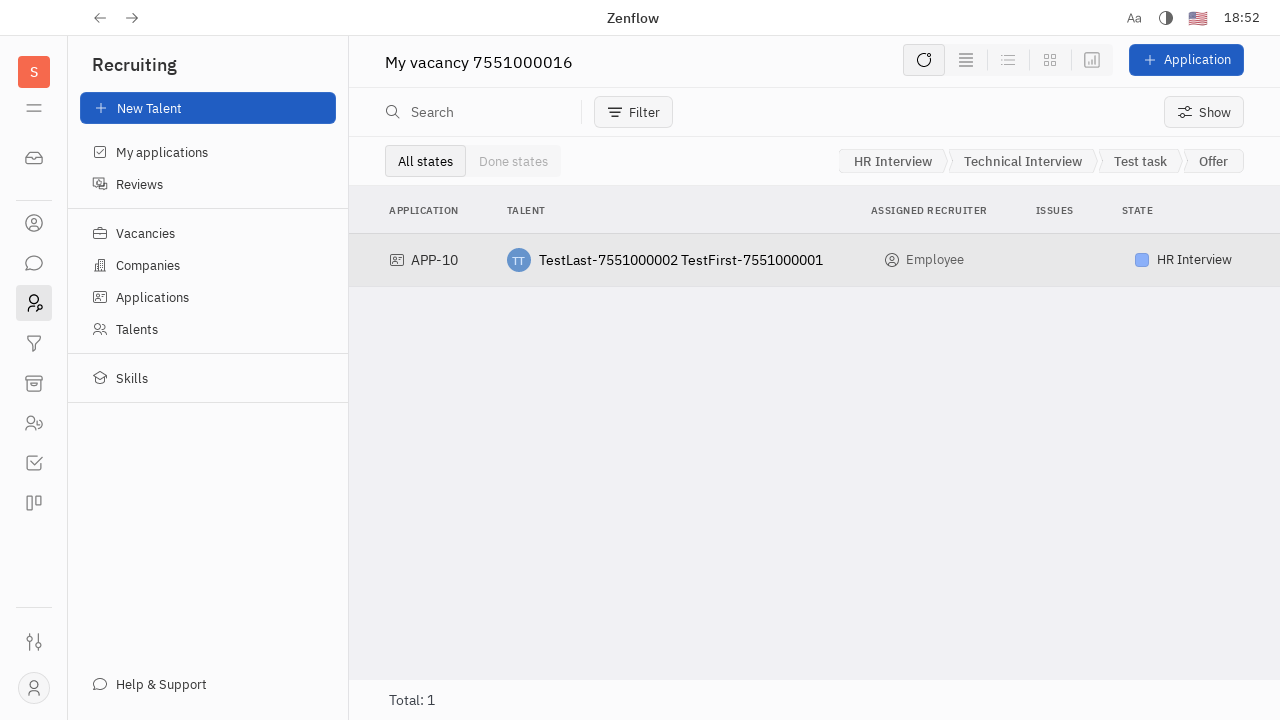 Zenflow
Aa
18:52
S
Recruiting
New Talent
My applications
Reviews
Vacancies
Companies
Applications
Talents
Skills
Help & Support
My vacancy 7551000016
Application
Search
Filter
Show
All states
Done states
HR Interview
Technical Interview
Test task
Offer
APPLICATION
TALENT
ASSIGNED RECRUITER
ISSUES
STATE
APP-10
TT
TestLast-7551000002 TestFirst-7551000001
Employee
HR Interview
Total: 1